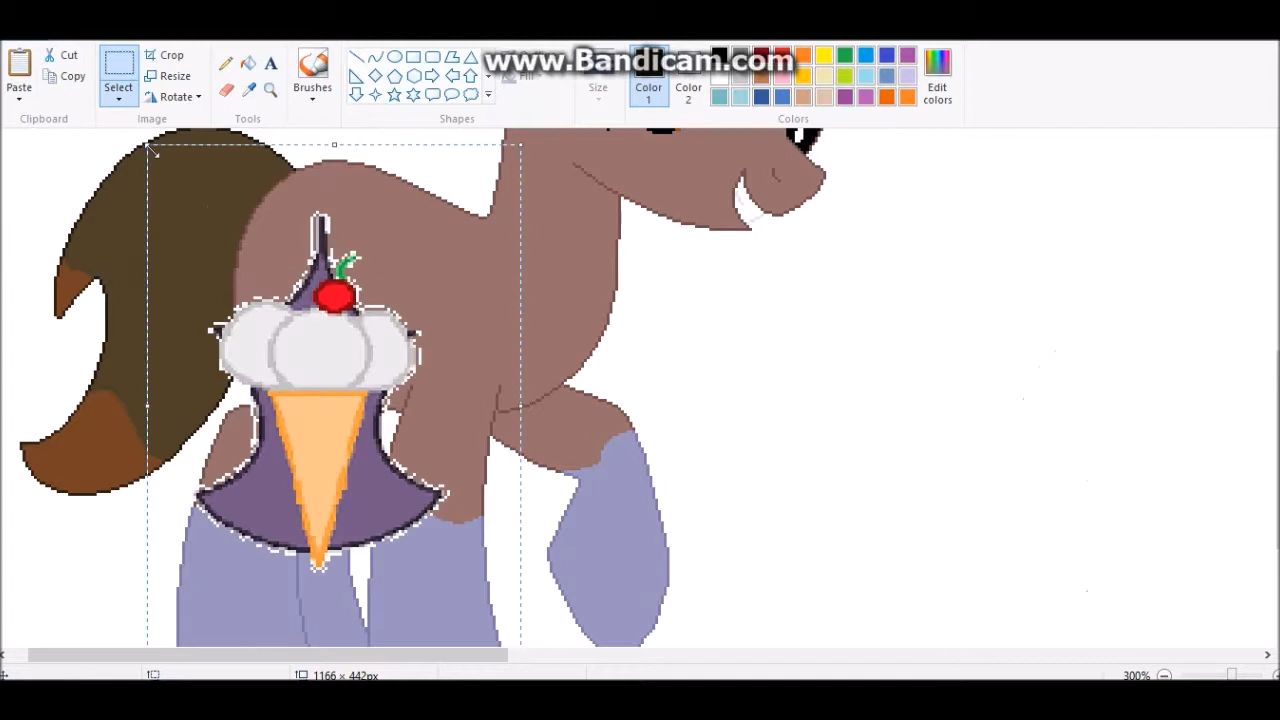 www.Bandicam.com
Cut
Crop
Copy
Resize
Paste
Select
Rotate
Brushes
Fill
Size
Color 1
Color 2
Edit colors
Clipboard
Image
Tools
Shapes
Colors
1166 × 442px
300%